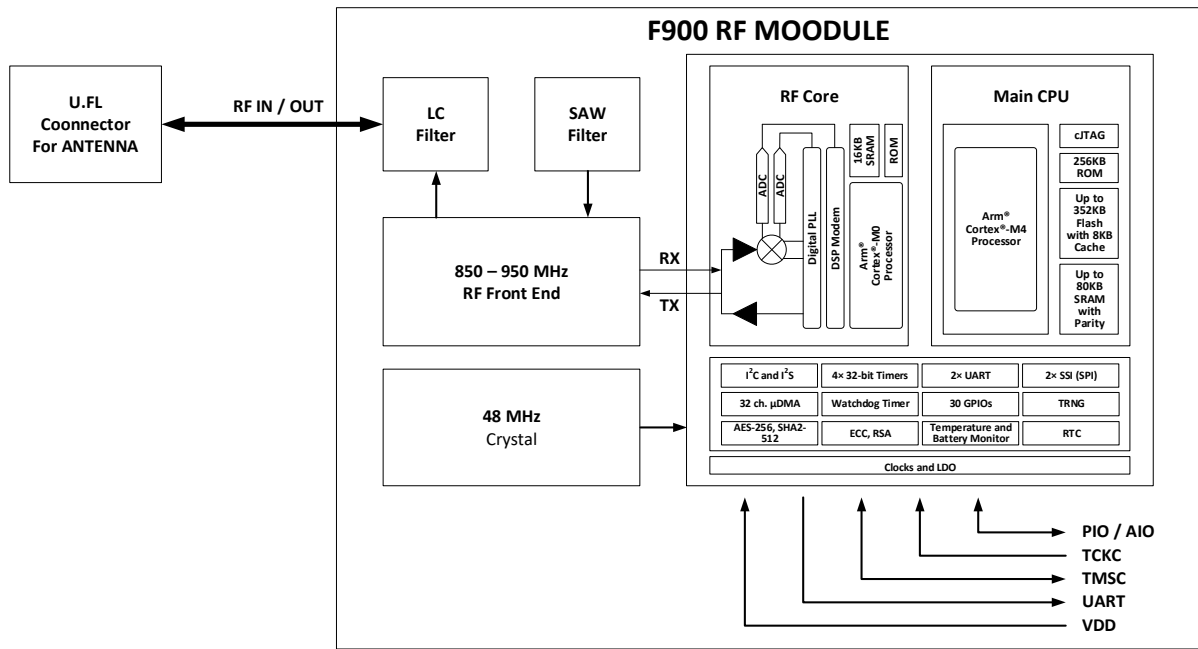 F900 RF MOODULE
U.FL
Coonnector
For ANTENNA
RF IN / OUT
LC
Filter
SAW
Filter
850 – 950 MHz
RF Front End
RX
TX
48 MHz
Crystal
RF Core
ADC
ADC
Digital PLL
DSP Modem
16KB
SRAM
ROM
Arm®
Cortex®-M0
Processor
Main CPU
Arm®
Cortex®-M4
Processor
cJTAG
256KB
ROM
Up to
352KB
Flash
with 8KB
Cache
Up to
80KB
SRAM
with
Parity
I²C and I²S
4× 32-bit Timers
2× UART
2× SSI (SPI)
32 ch. µDMA
Watchdog Timer
30 GPIOs
TRNG
AES-256, SHA2-
512
ECC, RSA
Temperature and
Battery Monitor
RTC
Clocks and LDO
PIO / AIO
TCKC
TMSC
UART
VDD